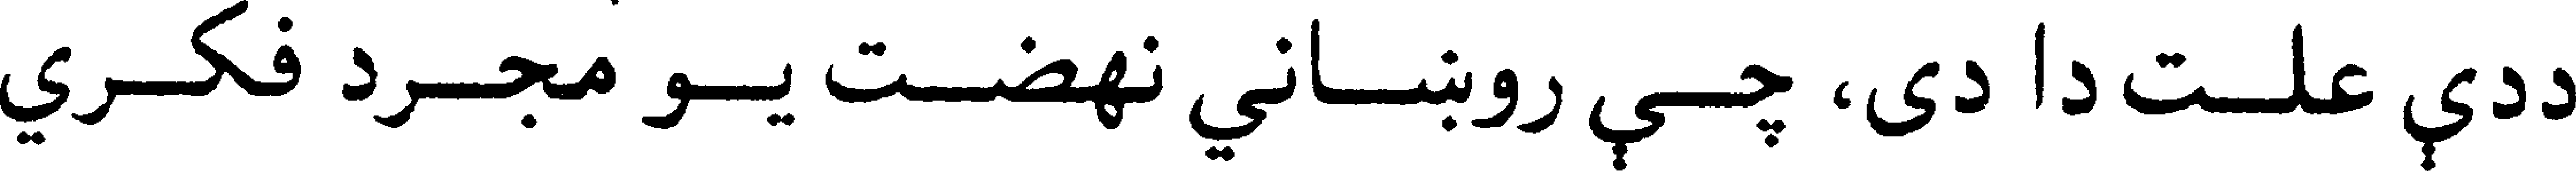 ددې علت دا دی، چې روښاني نهضت يو مجرد فکري